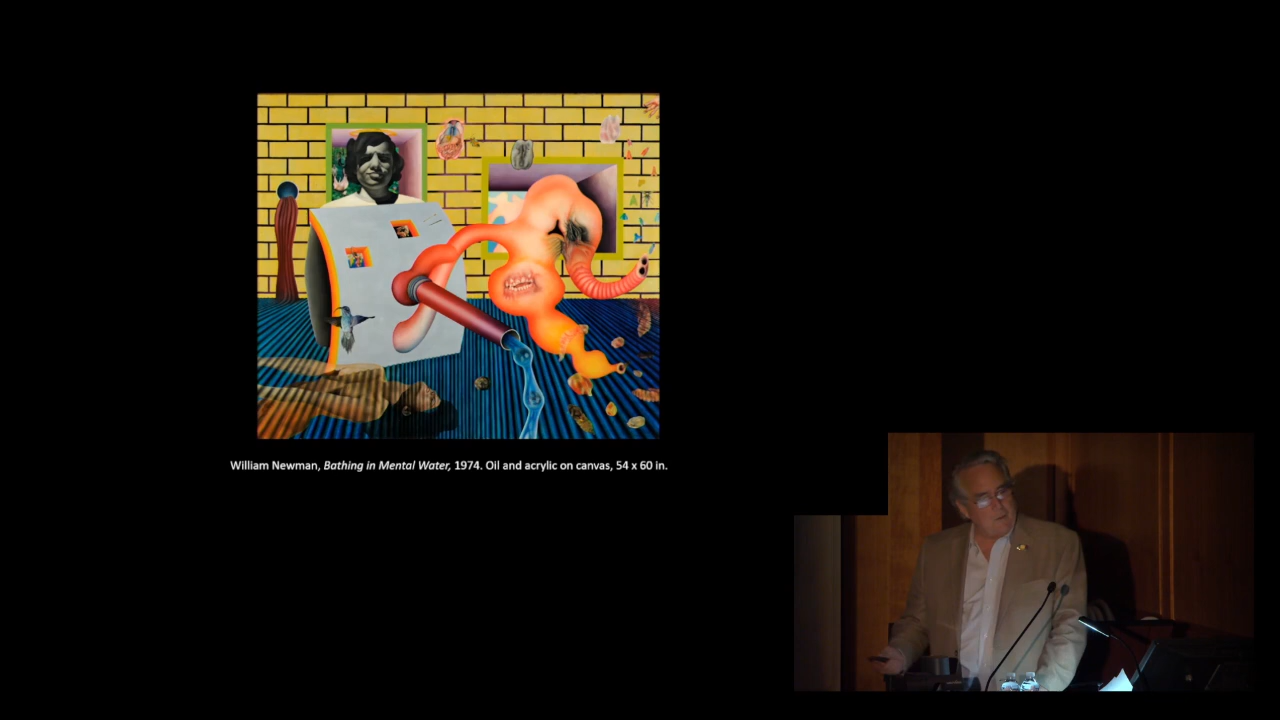 William Newman, Bathing in Mental Water, 1974. Oil and acrylic on canvas, 54 x 60 in.